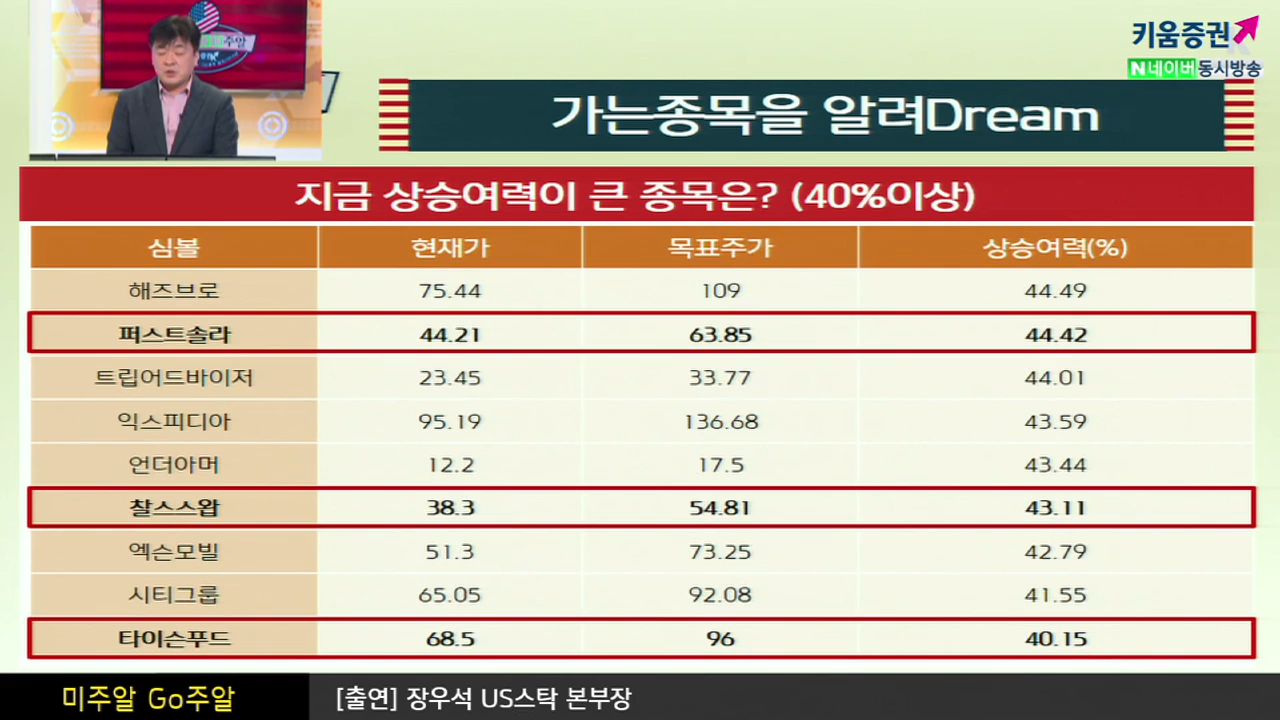 주알
키움증권
N 네이버 동시방송
가는종목을 알려Dream
지금 상승여력이 큰 종목은? (40%이상)
심볼 현재가 목표주가 상승여력(%)
해즈브로 75.44 109 44.49
퍼스트솔라 44.21 63.85 44.42
트립어드바이저 23.45 33.77 44.01
익스피디아 95.19 136.68 43.59
언더아머 12.2 17.5 43.44
찰스스왑 38.3 54.81 43.11
엑슨모빌 51.3 73.25 42.79
시티그룹 65.05 92.08 41.55
타이슨푸드 68.5 96 40.15
미주알 Go주알
[출연] 장우석 US스탁 본부장